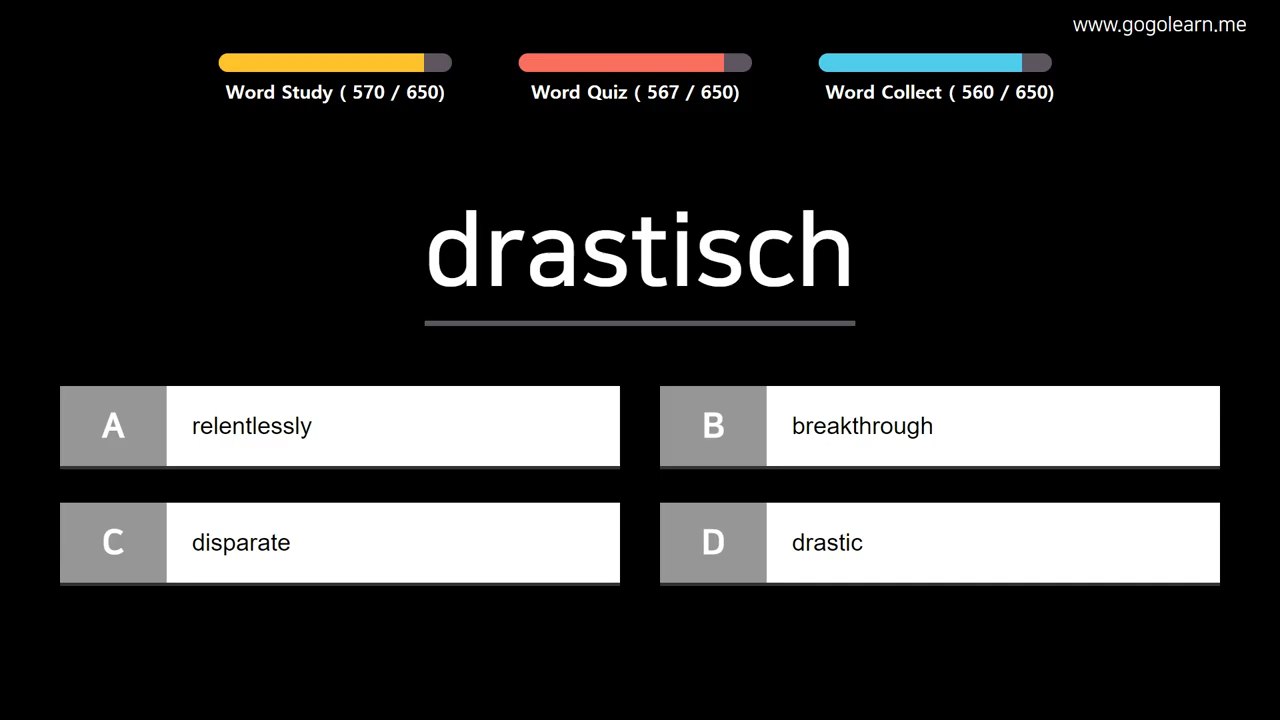 www.gogolearn.me
Word Study ( 570 / 650)
Word Quiz ( 567 / 650)
Word Collect ( 560 / 650)
drastisch
A relentlessly
B breakthrough
C disparate
D drastic